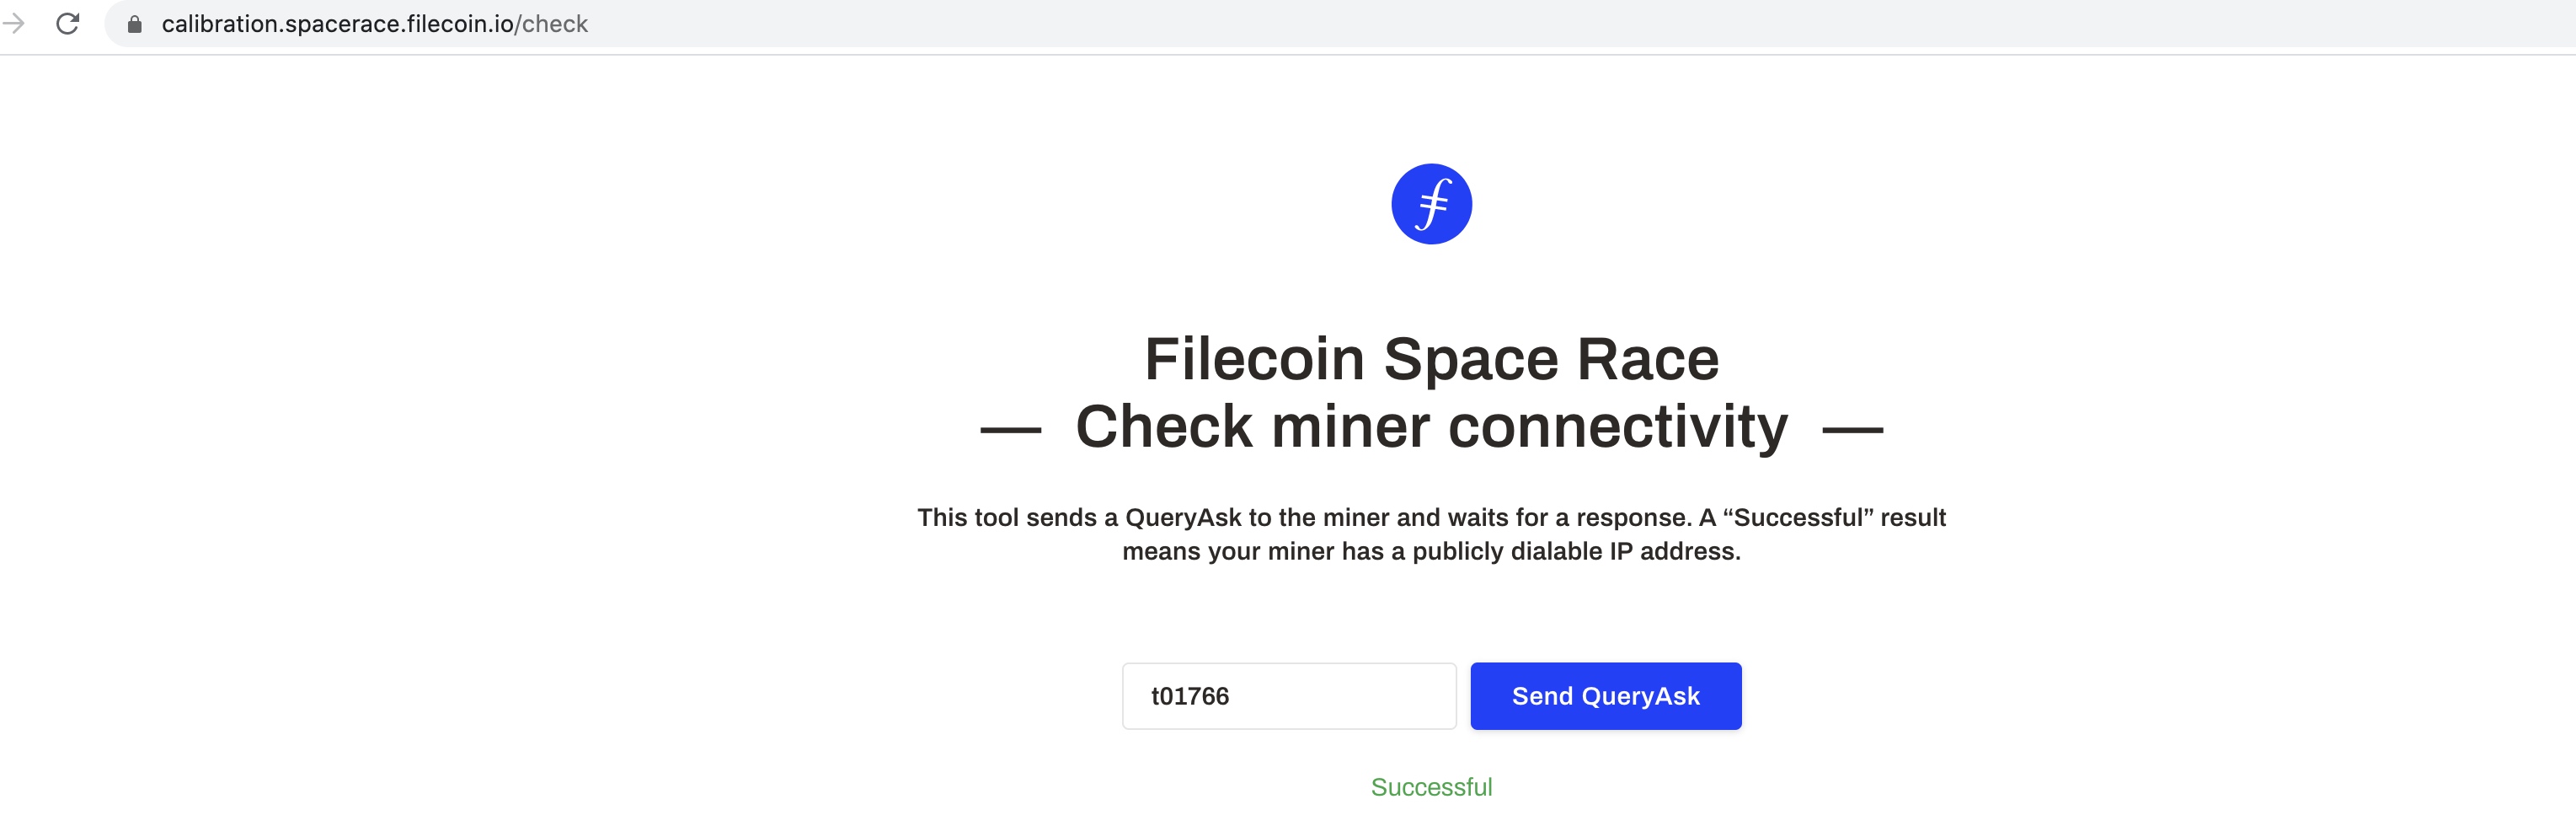 calibration.spacerace.filecoin.io/check
Filecoin Space Race
— Check miner connectivity —
This tool sends a QueryAsk to the miner and waits for a response. A “Successful” result
means your miner has a publicly dialable IP address.
t01766
Send QueryAsk
Successful